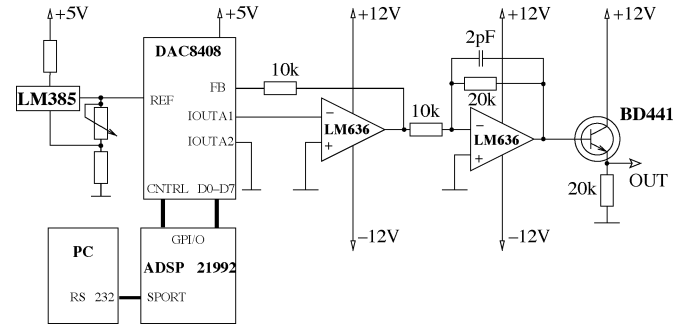 +5V
+5V
+12V
+12V
+12V
DAC8408
2pF
10k
FB
20k
LM385
REF
10k
BD441
IOUTA1
−
LM636
+
−
LM636
+
IOUTA2
OUT
20k
CNTRL D0–D7
−12V
−12V
GPI/O
PC
ADSP 21992
RS 232
SPORT